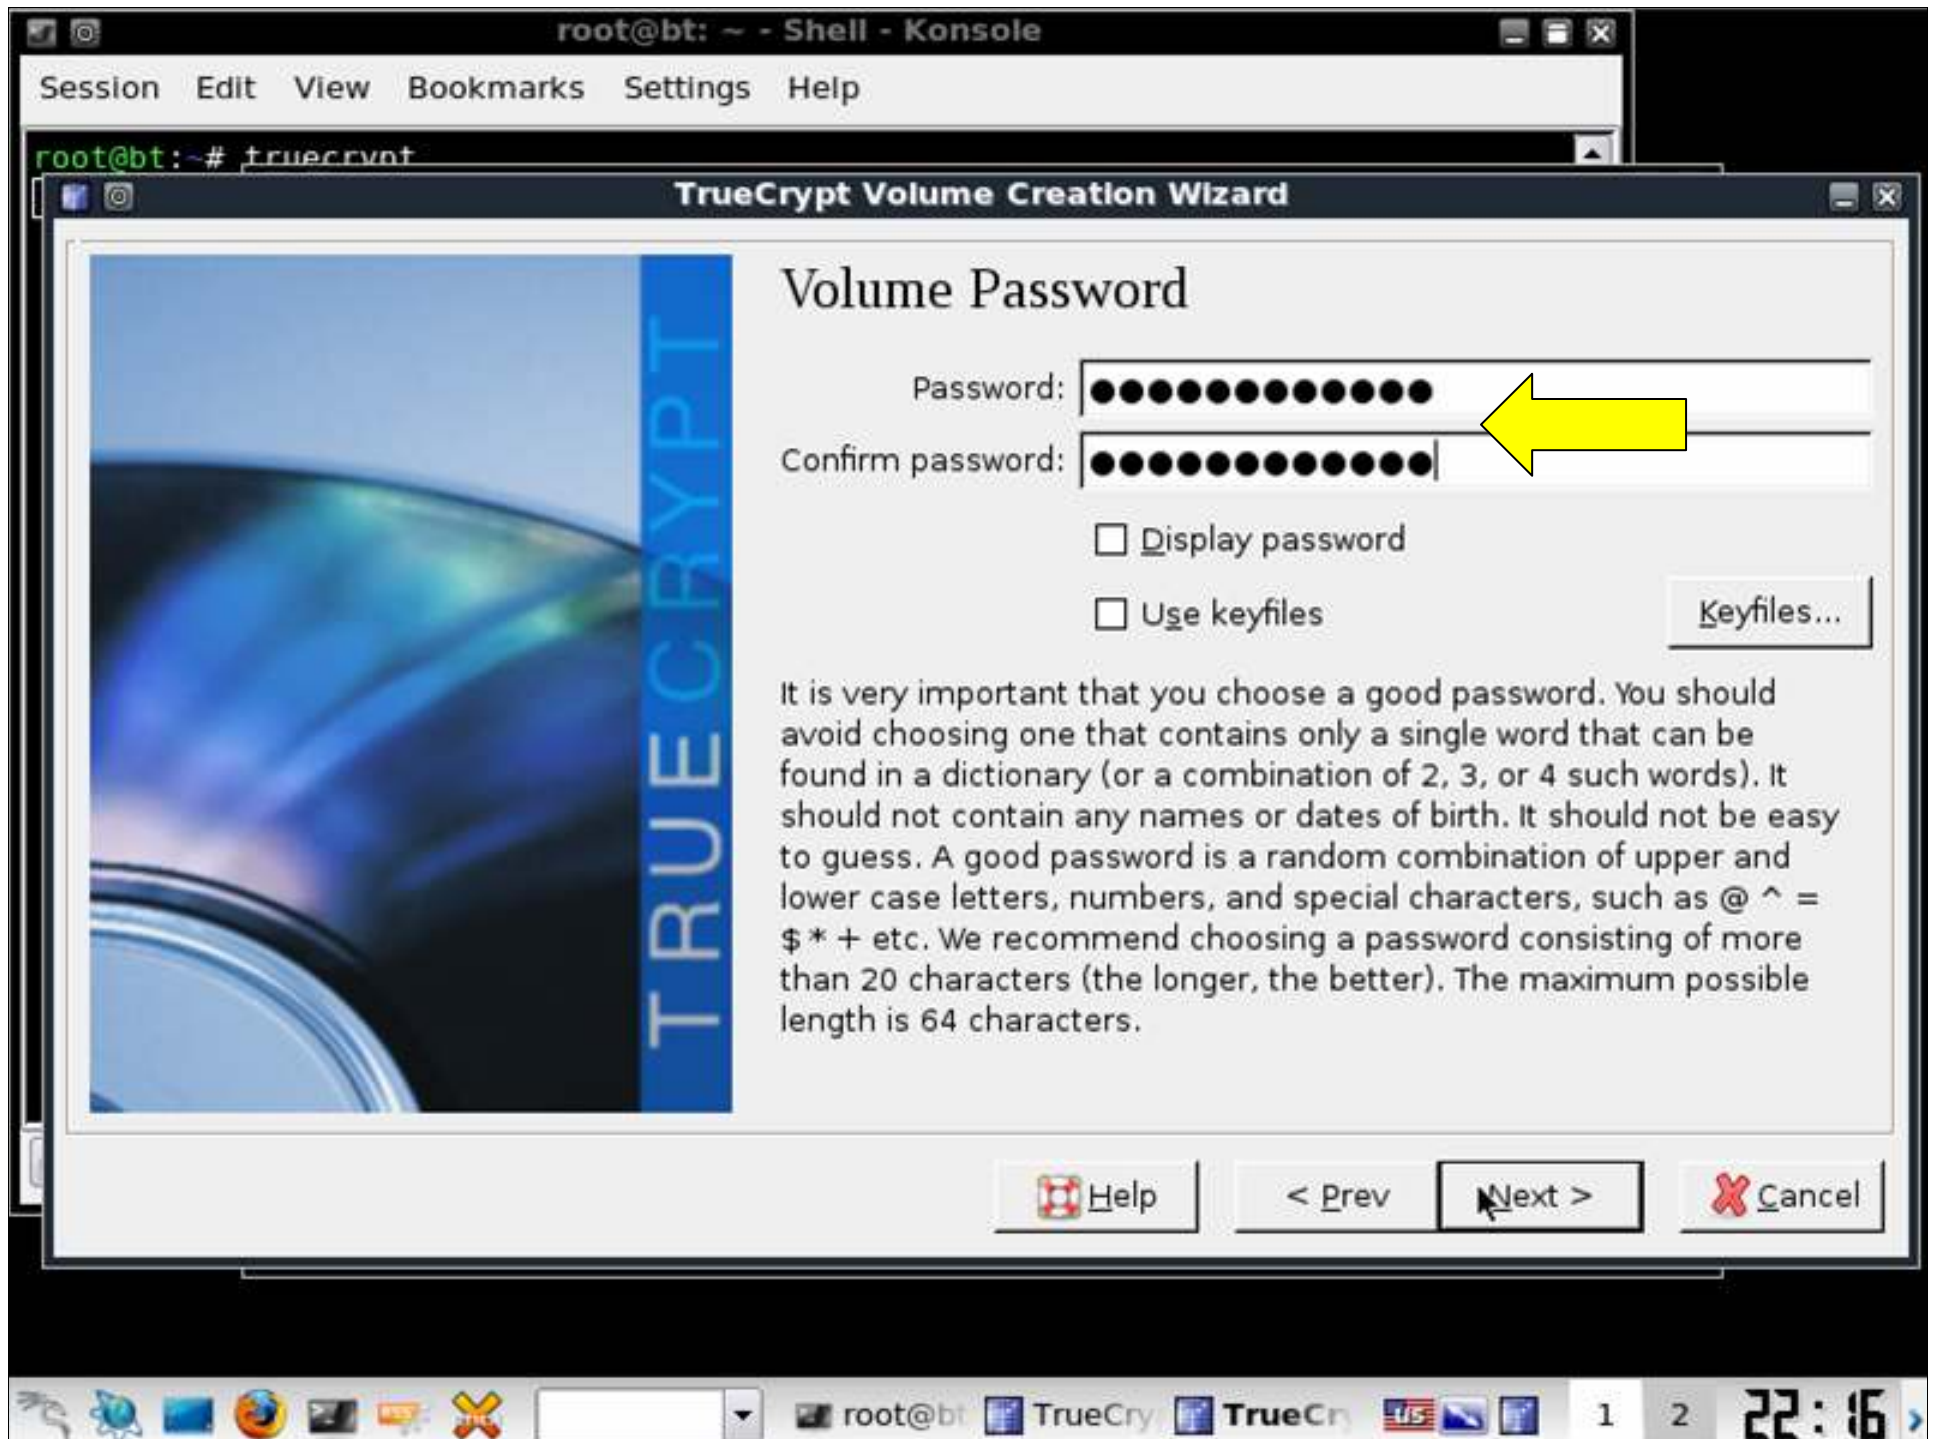 root@bt: ~ - Shell - Konsole
Session Edit View Bookmarks Settings Help
root@bt:~# truecrypt
TrueCrypt Volume Creation Wizard
TRUECRYPT
Volume Password
Password: ●●●●●●●●●●●●
Confirm password: ●●●●●●●●●●●●
Display password
Use keyfiles
Keyfiles...
It is very important that you choose a good password. You should
avoid choosing one that contains only a single word that can be
found in a dictionary (or a combination of 2, 3, or 4 such words). It
should not contain any names or dates of birth. It should not be easy
to guess. A good password is a random combination of upper and
lower case letters, numbers, and special characters, such as @ ^ =
$ * + etc. We recommend choosing a password consisting of more
than 20 characters (the longer, the better). The maximum possible
length is 64 characters.
Help < Prev Next > Cancel
root@bt TrueCry TrueCr us 1 2 22:16